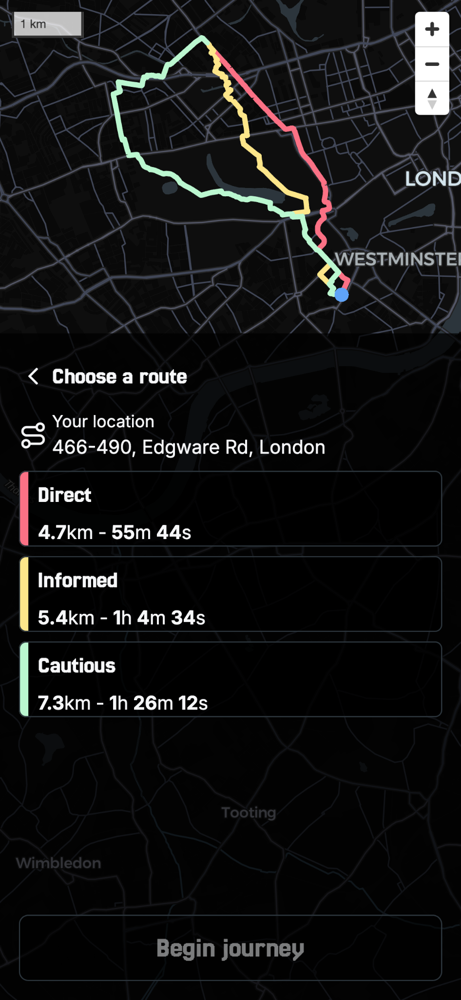 1 km
LOND
WESTMINSTE
Choose a route
Your location
466-490, Edgware Rd, London
Tha
Direct
4.7km - 55m 44s
Informed
5.4km - 1h 4m 34s
Cautious
7.3km - 1h 26m 12s
Tooting
Wimbledon
Begin journey